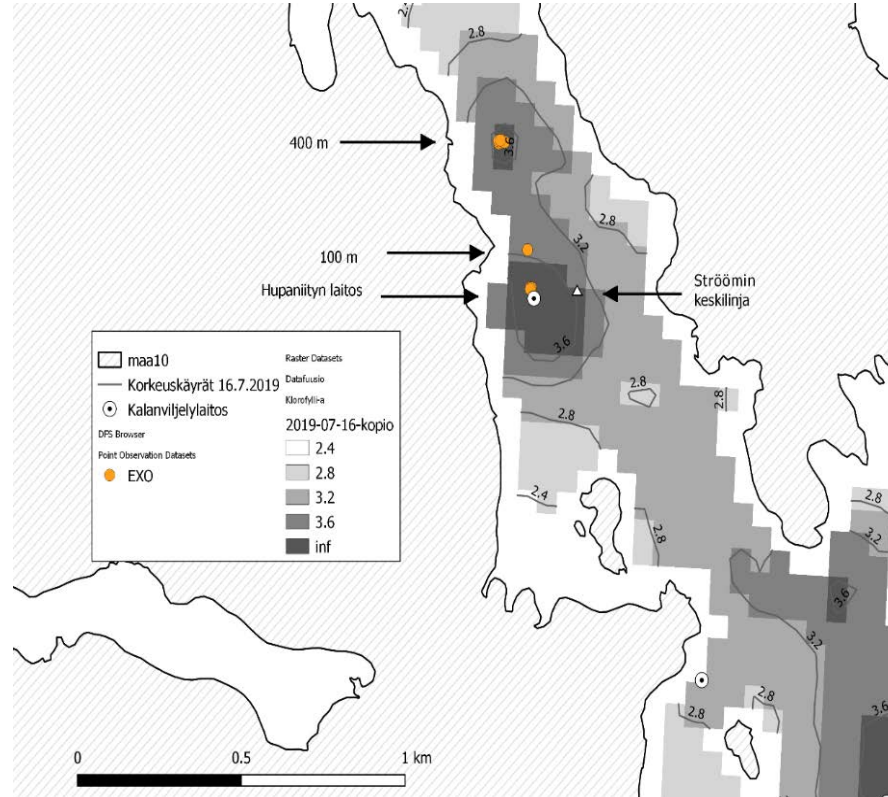 2.4
2.8
400 m
3.6
2.8
3.2
100 m
Hupaniityn laitos
Ströömin
keskilinja
3.6
maa10
Korkeuskäyrät 16.7.2019
Kalanviljelylaitos
DFS Browser
Point Observation Datasets
EXO
Raster Datasets
Datafuusio
Klorofylli-a
2019-07-16-kopio
2.4
2.8
3.2
3.6
inf
2.8
2.8
2.8
2.4
2.8
2.8
3.2
3.6
3.2
2.8
2.8
0
0.5
1 km